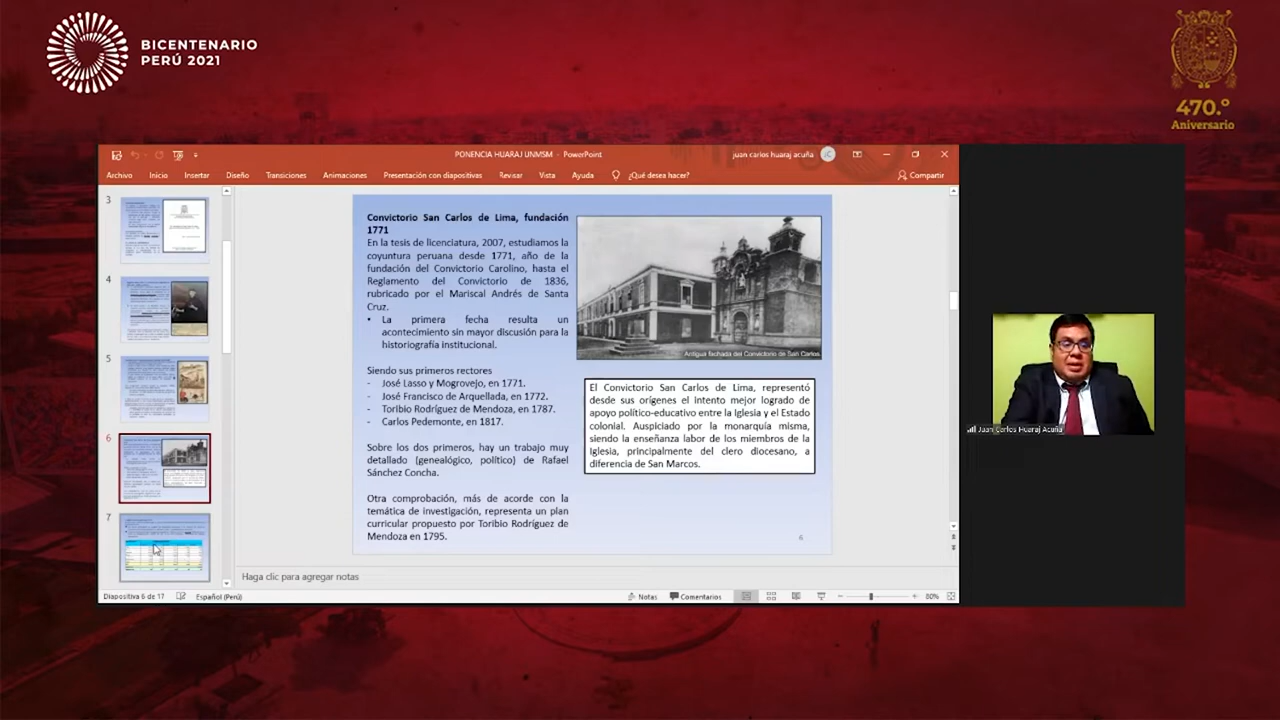 BICENTENARIO
PERÚ 2021
470.º
Aniversario
PONENCIA HUARAJ UNMSM - PowerPoint
juan carlos huaraj acuña
Archivo Inicio Insertar Diseño Transiciones Animaciones Presentación con diapositivas Revisar Vista Ayuda ¿Qué desea hacer? Compartir
3
4
5
6
7
Convictorio San Carlos de Lima, fundación
1771
En la tesis de licenciatura, 2007, estudiamos la
coyuntura peruana desde 1771, año de la
fundación del Convictorio Carolino, hasta el
Reglamento del Convictorio de 1836,
rubricado por el Mariscal Andrés de Santa
Cruz.
• La primera fecha resulta un
acontecimiento sin mayor discusión para la
historiografía institucional.
Siendo sus primeros rectores
- José Lasso y Mogrovejo, en 1771.
- José Francisco de Arquellada, en 1772.
- Toribio Rodríguez de Mendoza, en 1787.
- Carlos Pedemonte, en 1817.
Sobre los dos primeros, hay un trabajo muy
detallado (genealógico, político) de Rafael
Sánchez Concha.
Otra comprobación, más de acorde con la
temática de investigación, representa un plan
curricular propuesto por Toribio Rodríguez de
Mendoza en 1795.
Antigua fachada del Convictorio de San Carlos.
El Convictorio San Carlos de Lima, representó
desde sus orígenes el intento mejor logrado de
apoyo político-educativo entre la Iglesia y el Estado
colonial. Auspiciado por la monarquía misma,
siendo la enseñanza labor de los miembros de la
Iglesia, principalmente del clero diocesano, a
diferencia de San Marcos.
6
Haga clic para agregar notas
Diapositiva 6 de 17 Español (Perú) Notas Comentarios 80%
Juan Carlos Huaraj Acuña